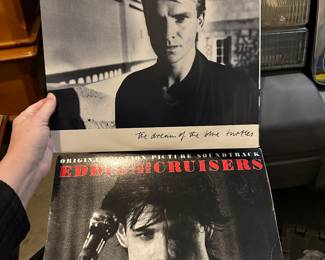 the dream of the blue turtles
ORIGINAL MOTION PICTURE SOUNDTRACK
EDDIE AND THE CRUISERS